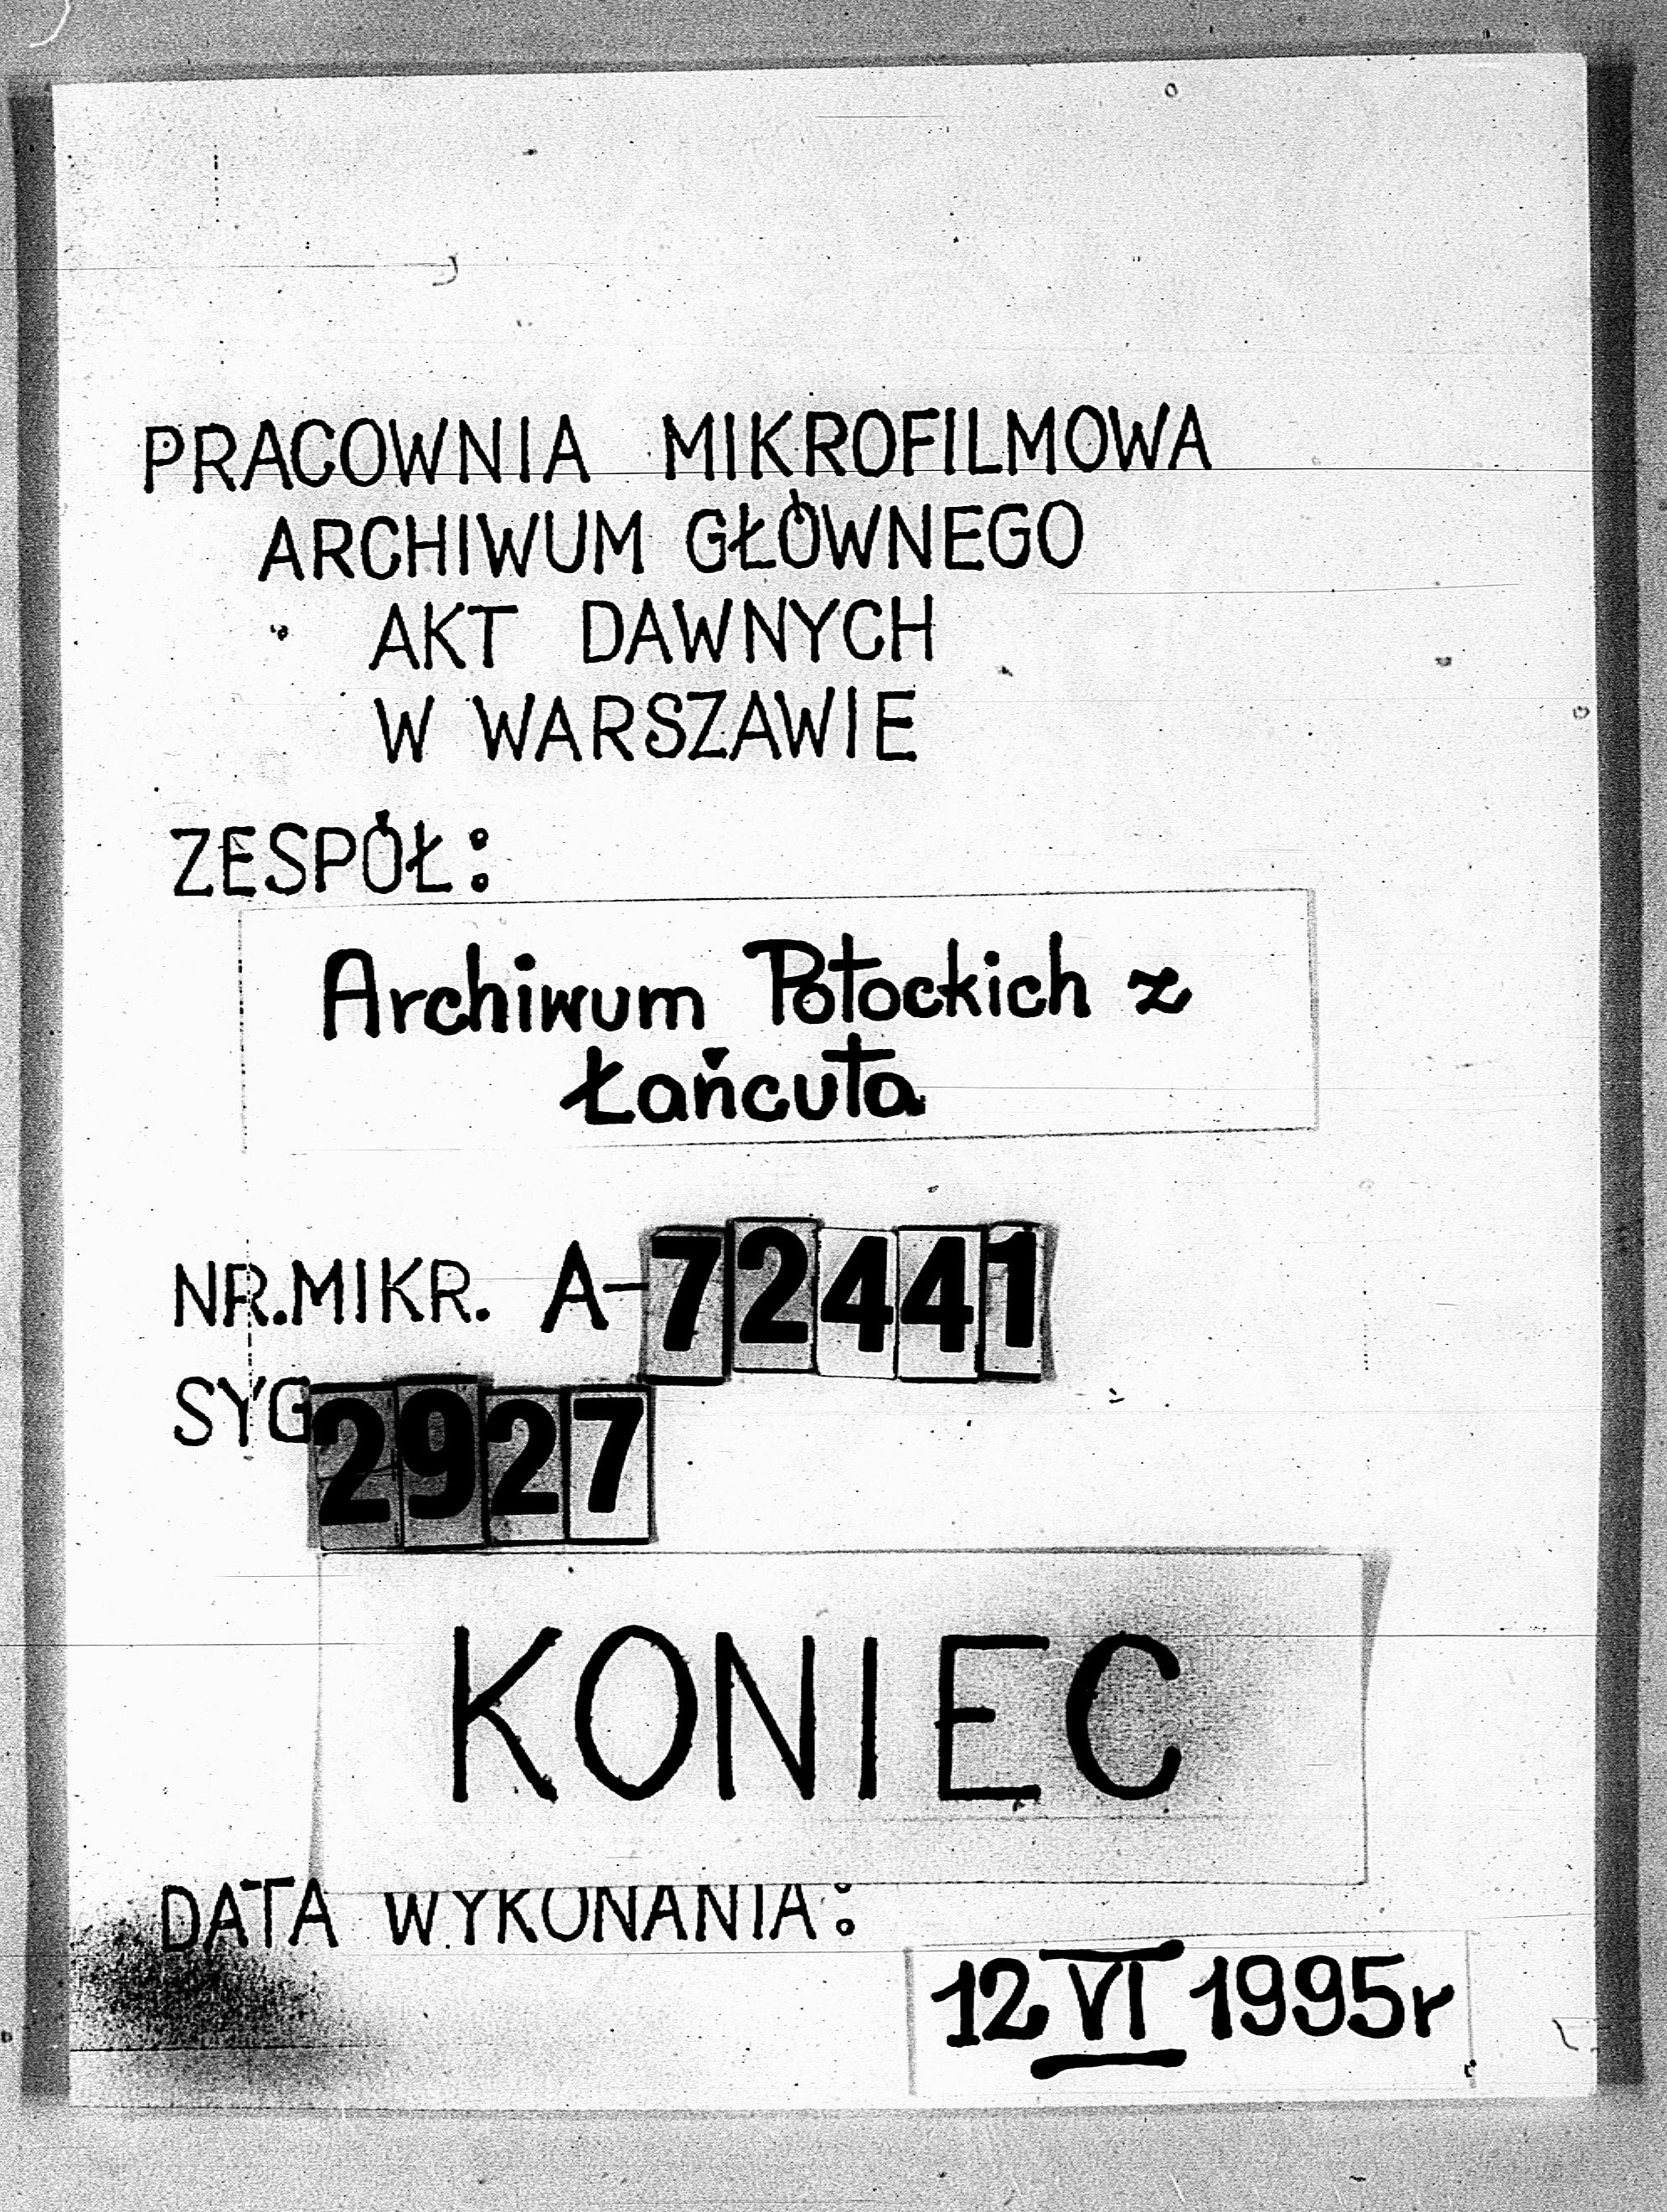 PRACOWNIA MIKROFILMOWA
ARCHIWUM GŁÓWNEGO
AKT DAWNYCH
W WARSZAWIE
ZESPÓŁ:
Archiwum Potockich z
Łańcuta
NR.MIKR. A-72441
SYG 2927
KONIEC
DATA WYKONANIA:
12 VI 1995r